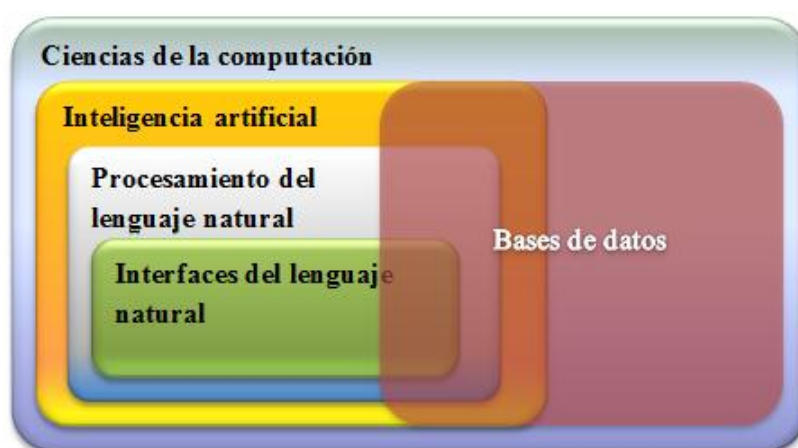 Ciencias de la computación
Inteligencia artificial
Procesamiento del
lenguaje natural
Bases de datos
Interfaces del lenguaje
natural